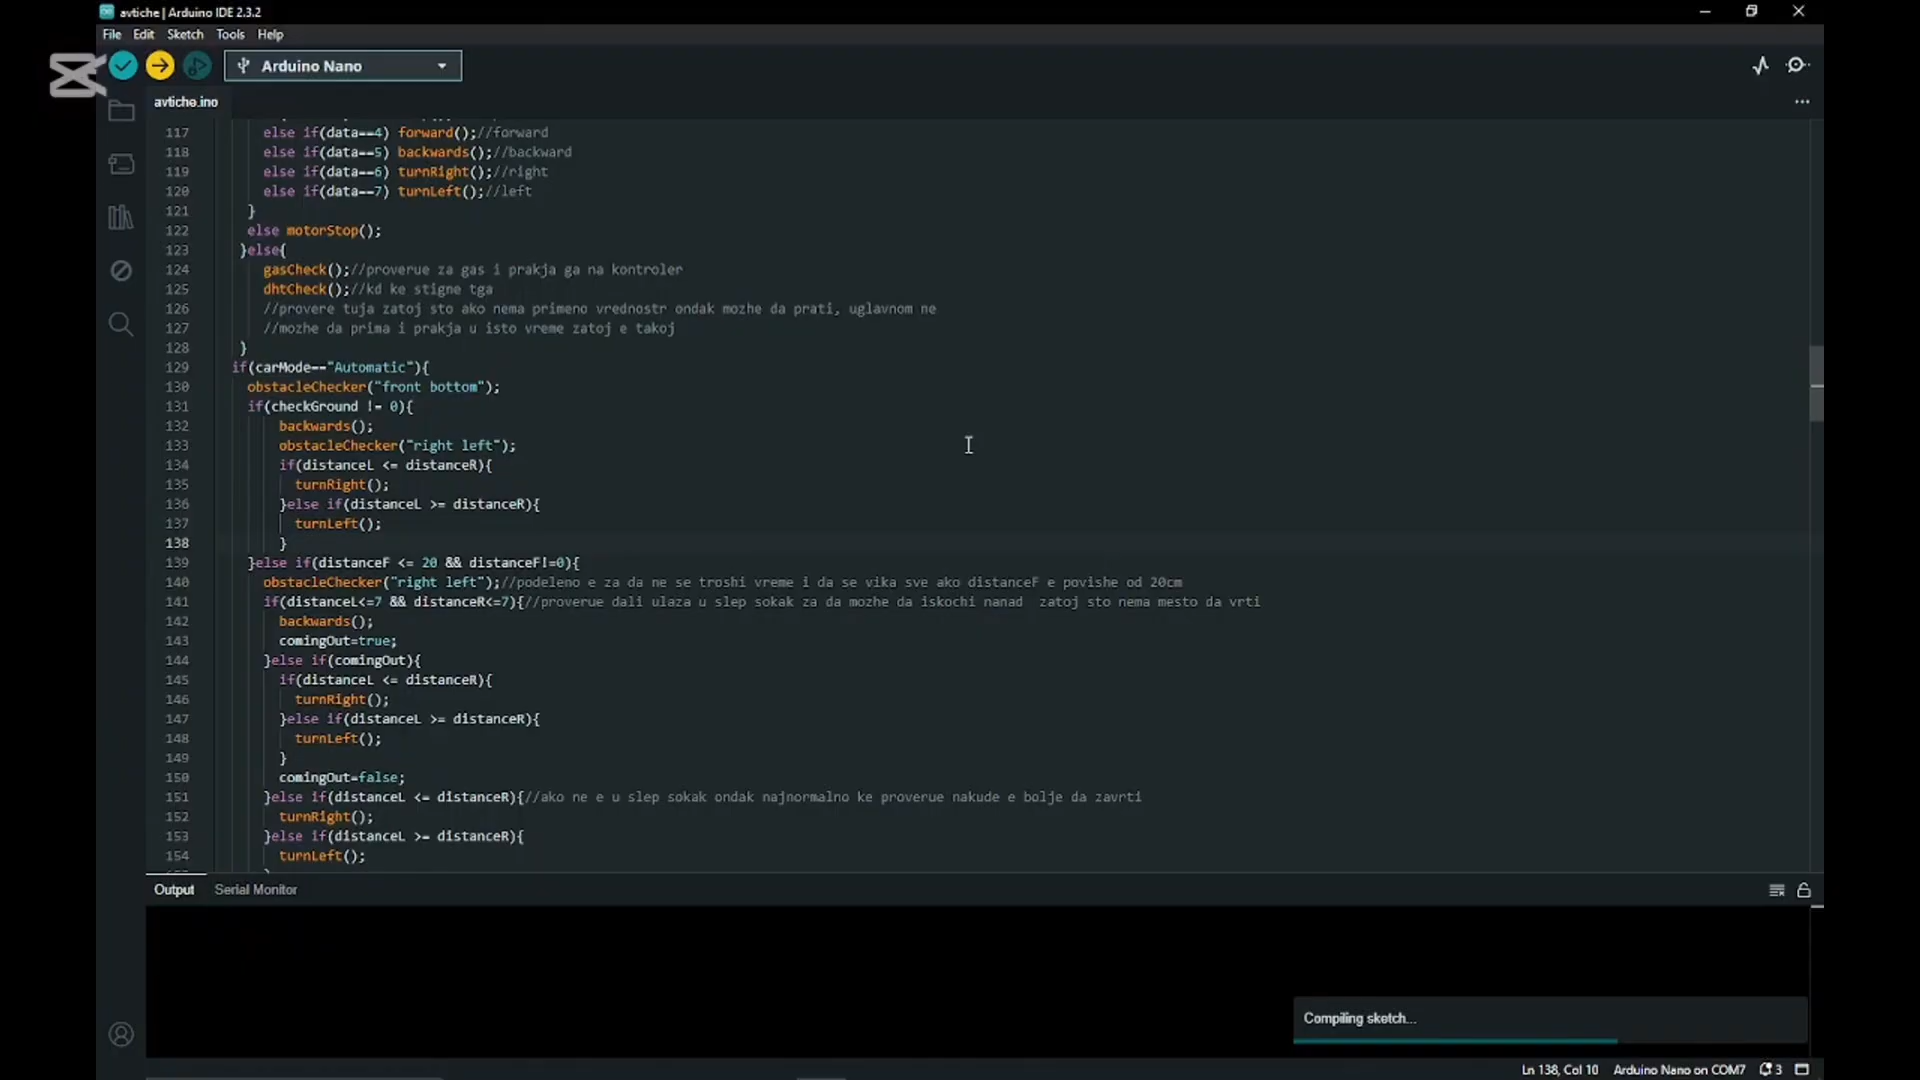 avtiche | Arduino IDE 2.3.2
File Edit Sketch Tools Help
Arduino Nano
avtiche.ino
117 else if(data==4) forward();//forward
118 else if(data==5) backwards();//backward
119 else if(data==6) turnRight();//right
120 else if(data==7) turnLeft();//left
121 }
122 else motorStop();
123 }else{
124 gasCheck();//proverue za gas i prakja ga na kontroler
125 dhtCheck();//kd ke stigne tga
126 //provere tuja zatoj sto ako nema primeno vrednostr ondak mozhe da prati, uglavnom ne
127 //mozhe da prima i prakja u isto vreme zatoj e takoj
128 }
129 if(carMode=="Automatic"){
130 obstacleChecker("front bottom");
131 if(checkGround != 0){
132 backwards();
133 obstacleChecker("right left");
134 if(distanceL <= distanceR){
135 turnRight();
136 }else if(distanceL >= distanceR){
137 turnLeft();
138 }
139 }else if(distanceF <= 20 && distanceF!=0){
140 obstacleChecker("right left");//podeleno e za da ne se troshi vreme i da se vika sve ako distanceF e povishe od 20cm
141 if(distanceL<=7 && distanceR<=7){//proverue dali ulaza u slep sokak za da mozhe da iskochi nanad  zatoj sto nema mesto da vrti
142 backwards();
143 comingOut=true;
144 }else if(comingOut){
145 if(distanceL <= distanceR){
146 turnRight();
147 }else if(distanceL >= distanceR){
148 turnLeft();
149 }
150 comingOut=false;
151 }else if(distanceL <= distanceR){//ako ne e u slep sokak ondak najnormalno ke proverue nakude e bolje da zavrti
152 turnRight();
153 }else if(distanceL >= distanceR){
154 turnLeft();
Output Serial Monitor
Compiling sketch...
Ln 138, Col 10 Arduino Nano on COM7 3